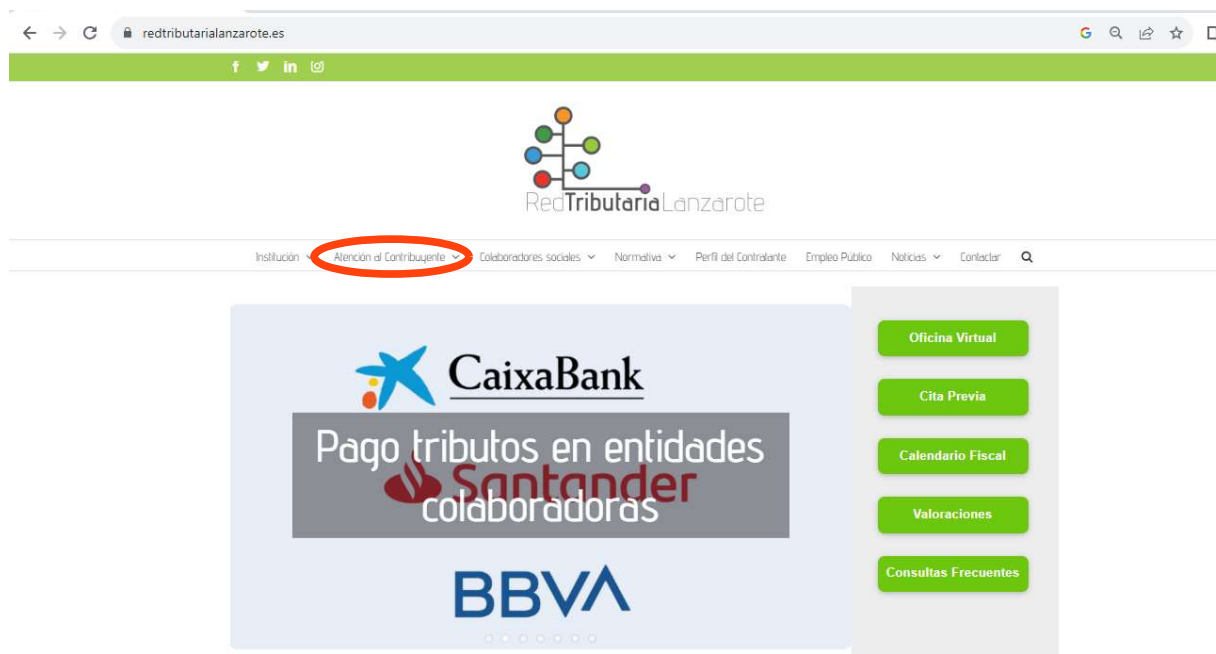 redtributarialanzarote.es
RedTributariaLanzarote
Institución Atención al Contribuyente Colaboradores sociales Normativa Perfil del Contratante Empleo Público Noticias Contactar
CaixaBank
Pago tributos en entidades
Santander
colaboradoras
BBVA
Oficina Virtual
Cita Previa
Calendario Fiscal
Valoraciones
Consultas Frecuentes